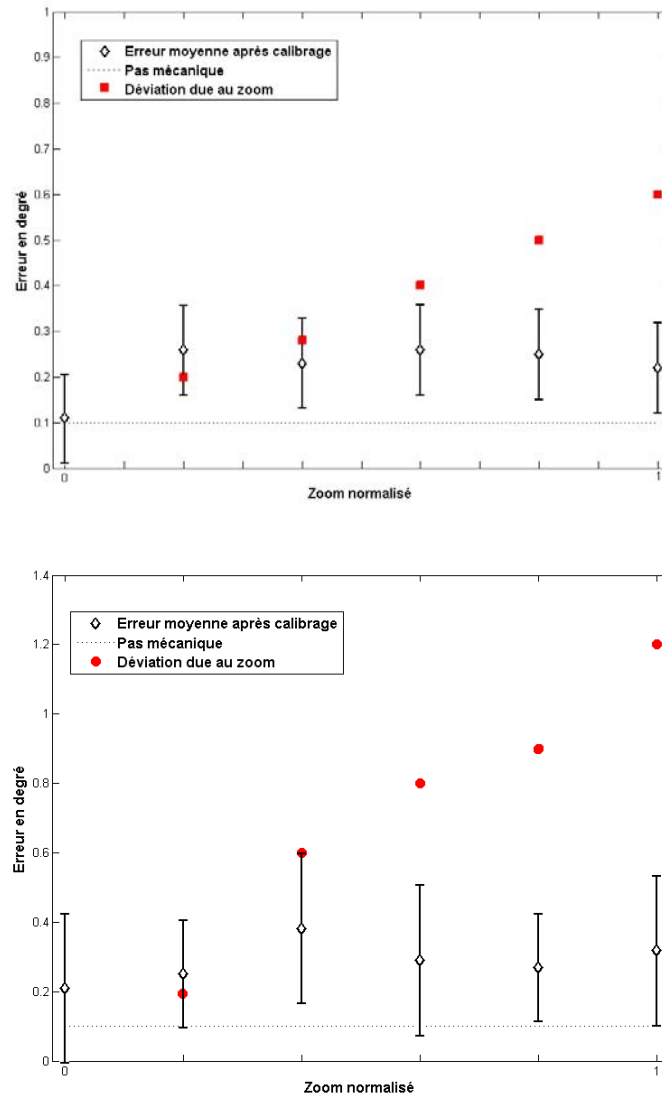 1
0.9
0.8
0.7
0.6
0.5
0.4
0.3
0.2
0.1
0
Erreur en degré
Erreur moyenne après calibrage
Pas mécanique
Déviation due au zoom
0
1
Zoom normalisé
1.4
1.2
1
0.8
0.6
0.4
0.2
0
Erreur en degré
Erreur moyenne après calibrage
Pas mécanique
Déviation due au zoom
0
1
Zoom normalisé